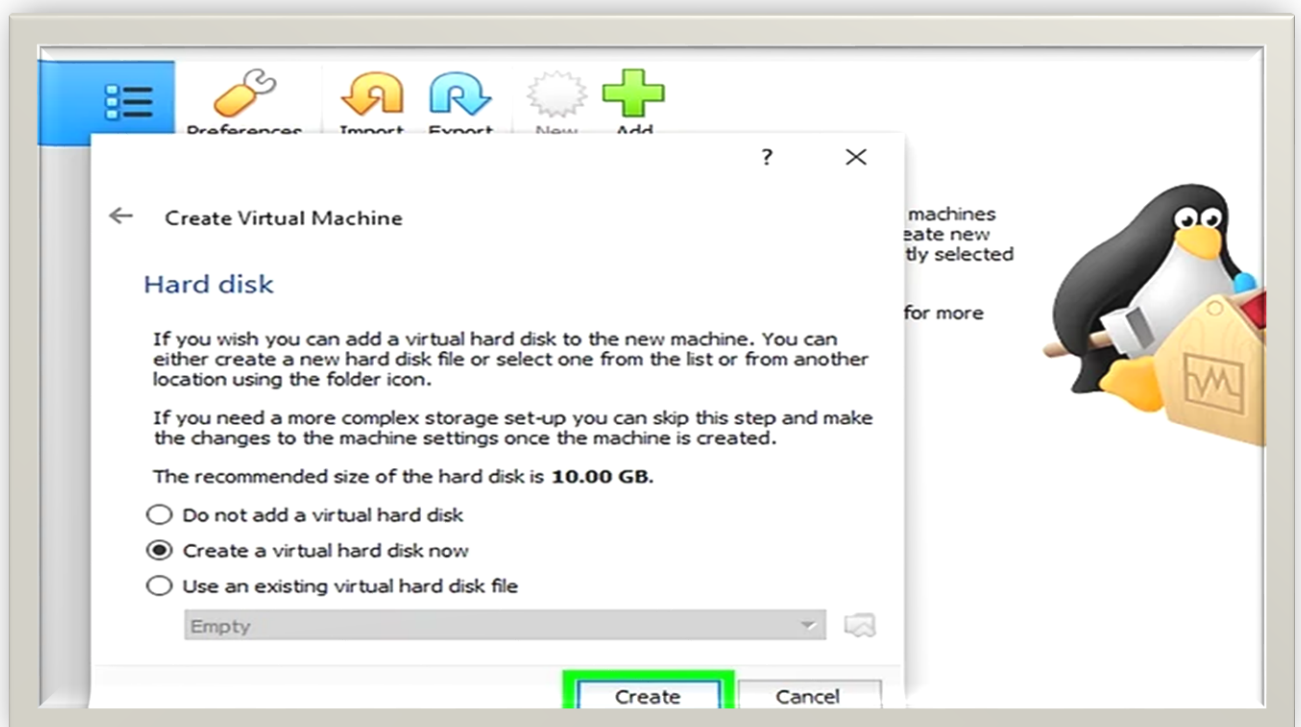 Preferences
Import
Export
New
Add
?
Create Virtual Machine
Hard disk
If you wish you can add a virtual hard disk to the new machine. You can
either create a new hard disk file or select one from the list or from another
location using the folder icon.
If you need a more complex storage set-up you can skip this step and make
the changes to the machine settings once the machine is created.
The recommended size of the hard disk is 10.00 GB.
Do not add a virtual hard disk
Create a virtual hard disk now
Use an existing virtual hard disk file
Empty
Create
Cancel
machines
eate new
tly selected
for more